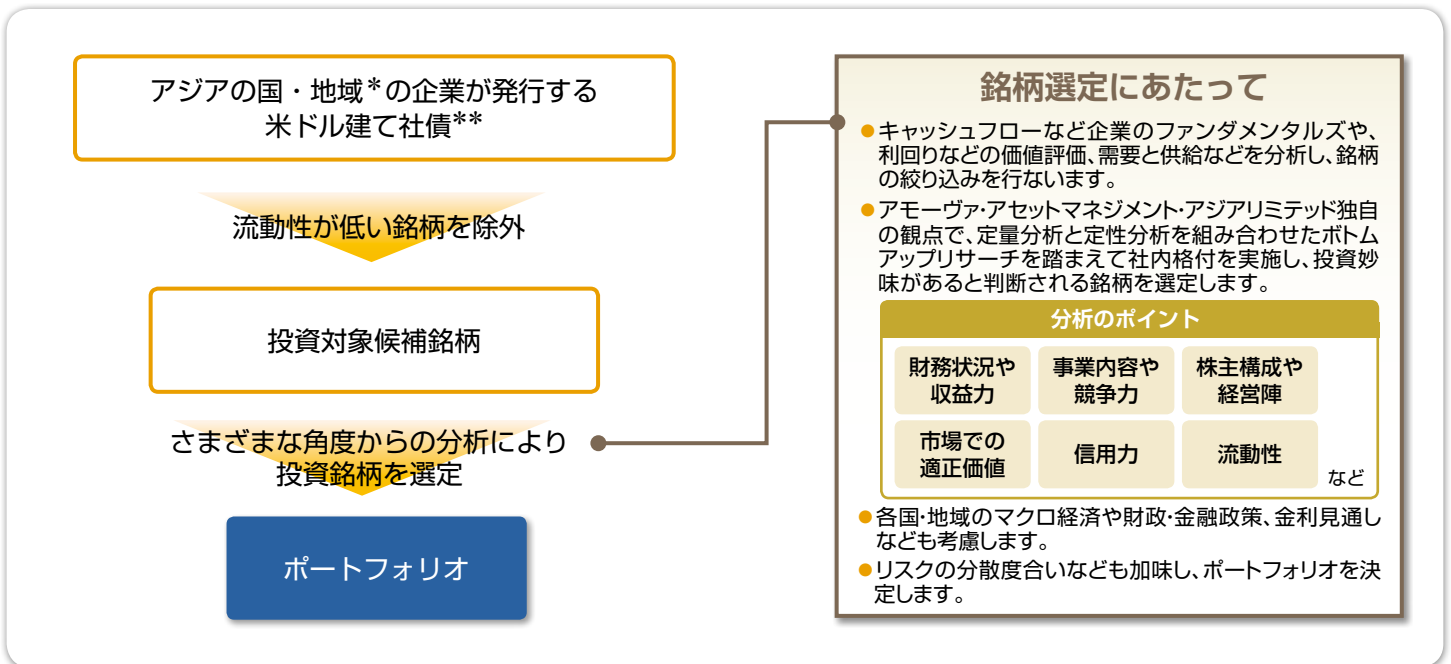 アジアの国・地域*の企業が発行する
米ドル建て社債**
流動性が低い銘柄を除外
投資対象候補銘柄
さまざまな角度からの分析により
投資銘柄を選定
ポートフォリオ
銘柄選定にあたって
●キャッシュフローなど企業のファンダメンタルズや、
利回りなどの価値評価、需要と供給などを分析し、銘柄
の絞り込みを行ないます。
●アモーヴァ・アセットマネジメント・アジアリミテッド独自
の観点で、定量分析と定性分析を組み合わせたボトム
アップリサーチを踏まえて社内格付を実施し、投資妙
味があると判断される銘柄を選定します。
分析のポイント
財務状況や
収益力
事業内容や
競争力
株主構成や
経営陣
市場での
適正価値
信用力
流動性
など
●各国・地域のマクロ経済や財政・金融政策、金利見通し
なども考慮します。
●リスクの分散度合いなども加味し、ポートフォリオを決
定します。